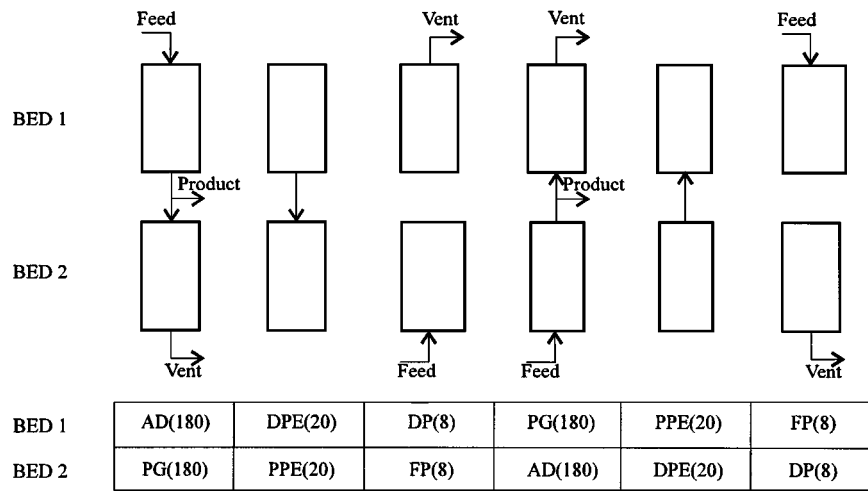 Feed Vent Vent Feed
BED 1
Product Product
BED 2
Vent Feed Feed Vent
BED 1 AD(180) DPE(20) DP(8) PG(180) PPE(20) FP(8)
BED 2 PG(180) PPE(20) FP(8) AD(180) DPE(20) DP(8)